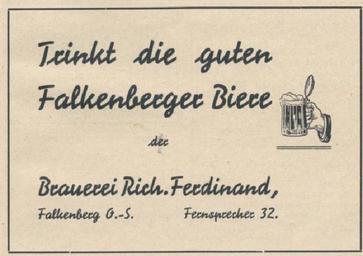 Trinkt die guten
Falkenberger Biere
der
Brauerei Rich. Ferdinand,
Falkenberg O.-S. Fernsprecher 32.